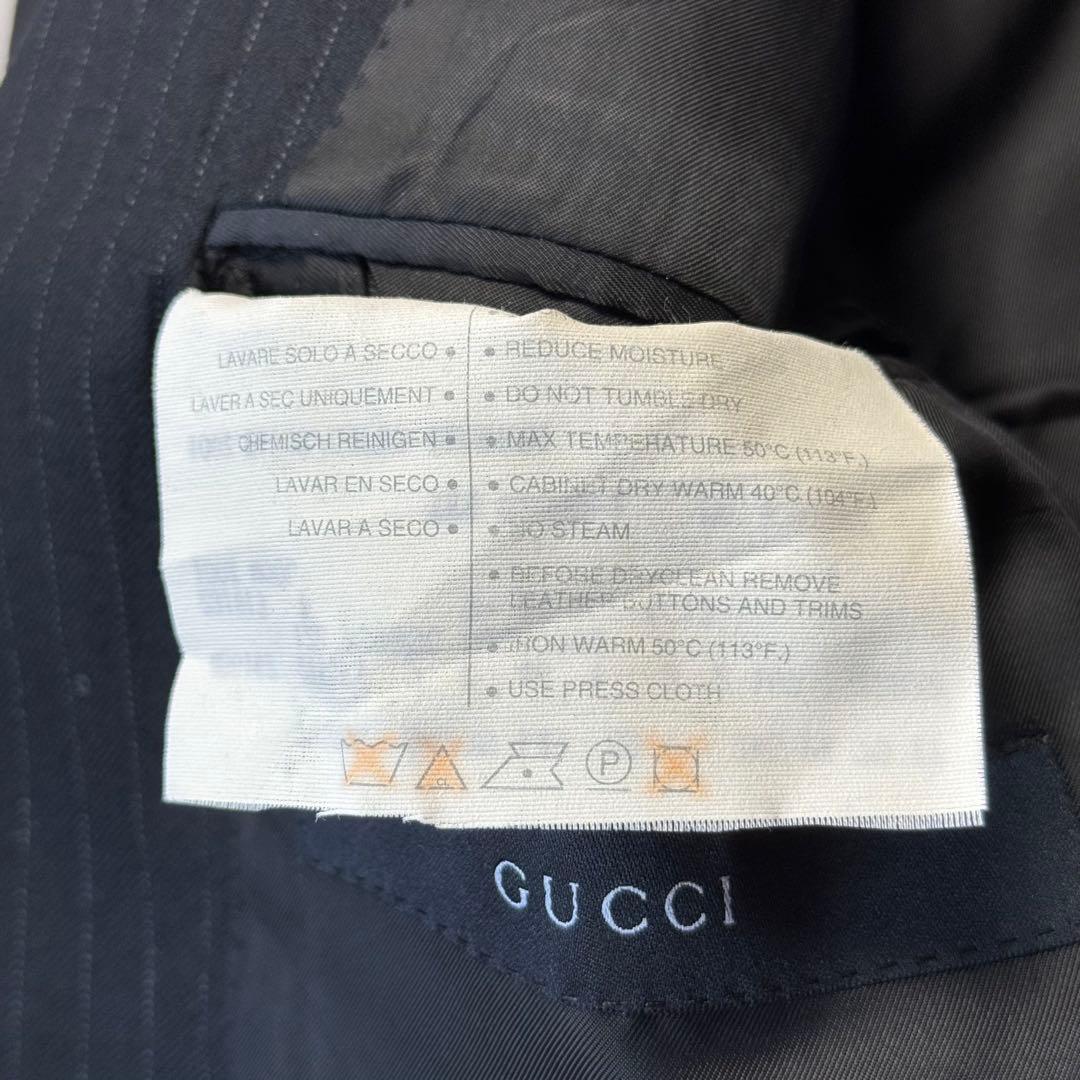 LAVARE SOLO A SECCO •
LAVER A SEC UNIQUEMENT •
CHEMISCH REINIGEN •
LAVAR EN SECO •
LAVAR A SECO •
• REDUCE MOISTURE
• DO NOT TUMBLE DRY
• MAX TEMPERATURE 50°C (113°F.)
• CABINET DRY WARM 40°C (104°F.)
• NO STEAM
• BEFORE DRYCLEAN REMOVE
LEATHER BUTTONS AND TRIMS
• IRON WARM 50°C (113°F.)
• USE PRESS CLOTH
P
GUCCI